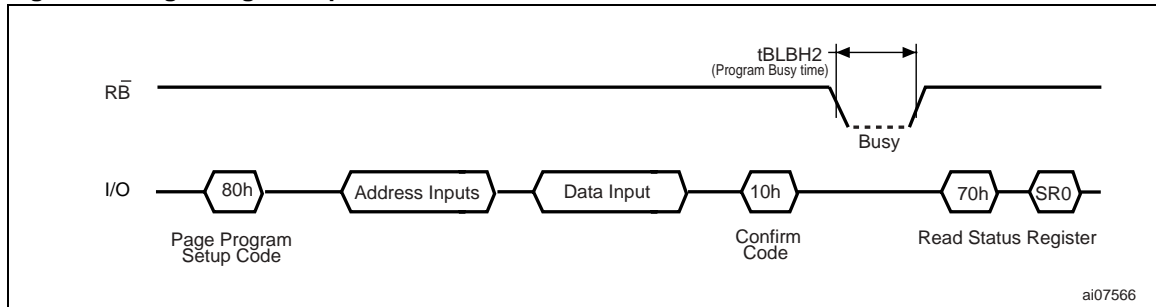 tBLBH2
(Program Busy time)
RB̅
Busy
I/O
80h
Address Inputs
Data Input
10h
70h
SR0
Page Program
Setup Code
Confirm
Code
Read Status Register
ai07566